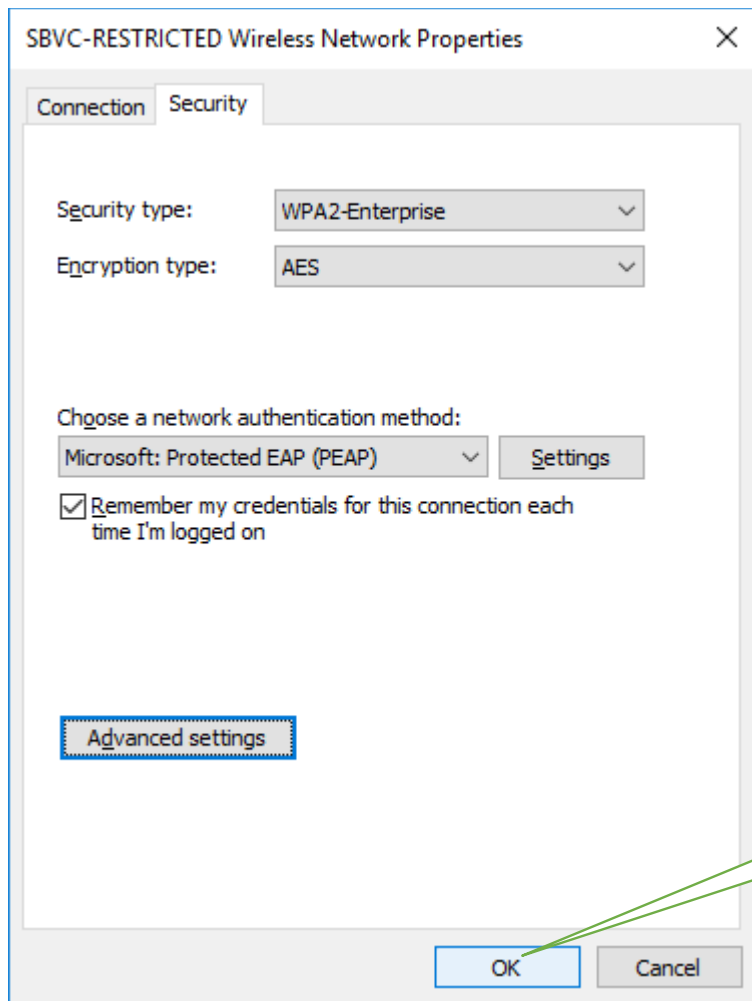 SBVC-RESTRICTED Wireless Network Properties
Connection
Security
Security type:
WPA2-Enterprise
Encryption type:
AES
Choose a network authentication method:
Microsoft: Protected EAP (PEAP)
Settings
Remember my credentials for this connection each
time I'm logged on
Advanced settings
OK
Cancel